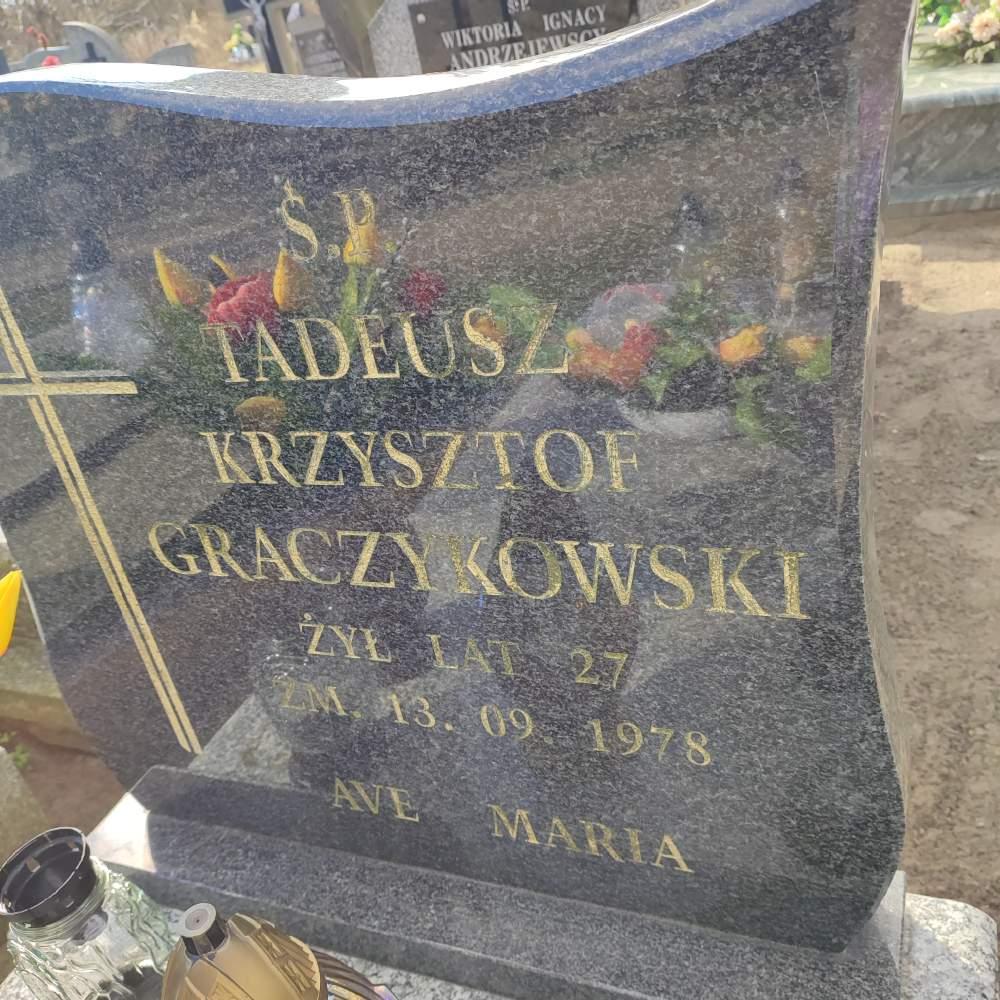 Ś.P.
WIKTORIA IGNACY
ANDRZEJEWSCY
Ś.P.
TADEUSZ
KRZYSZTOF
GRACZYKOWSKI
ŻYŁ LAT 27
ZM. 13. 09. 1978
AVE MARIA